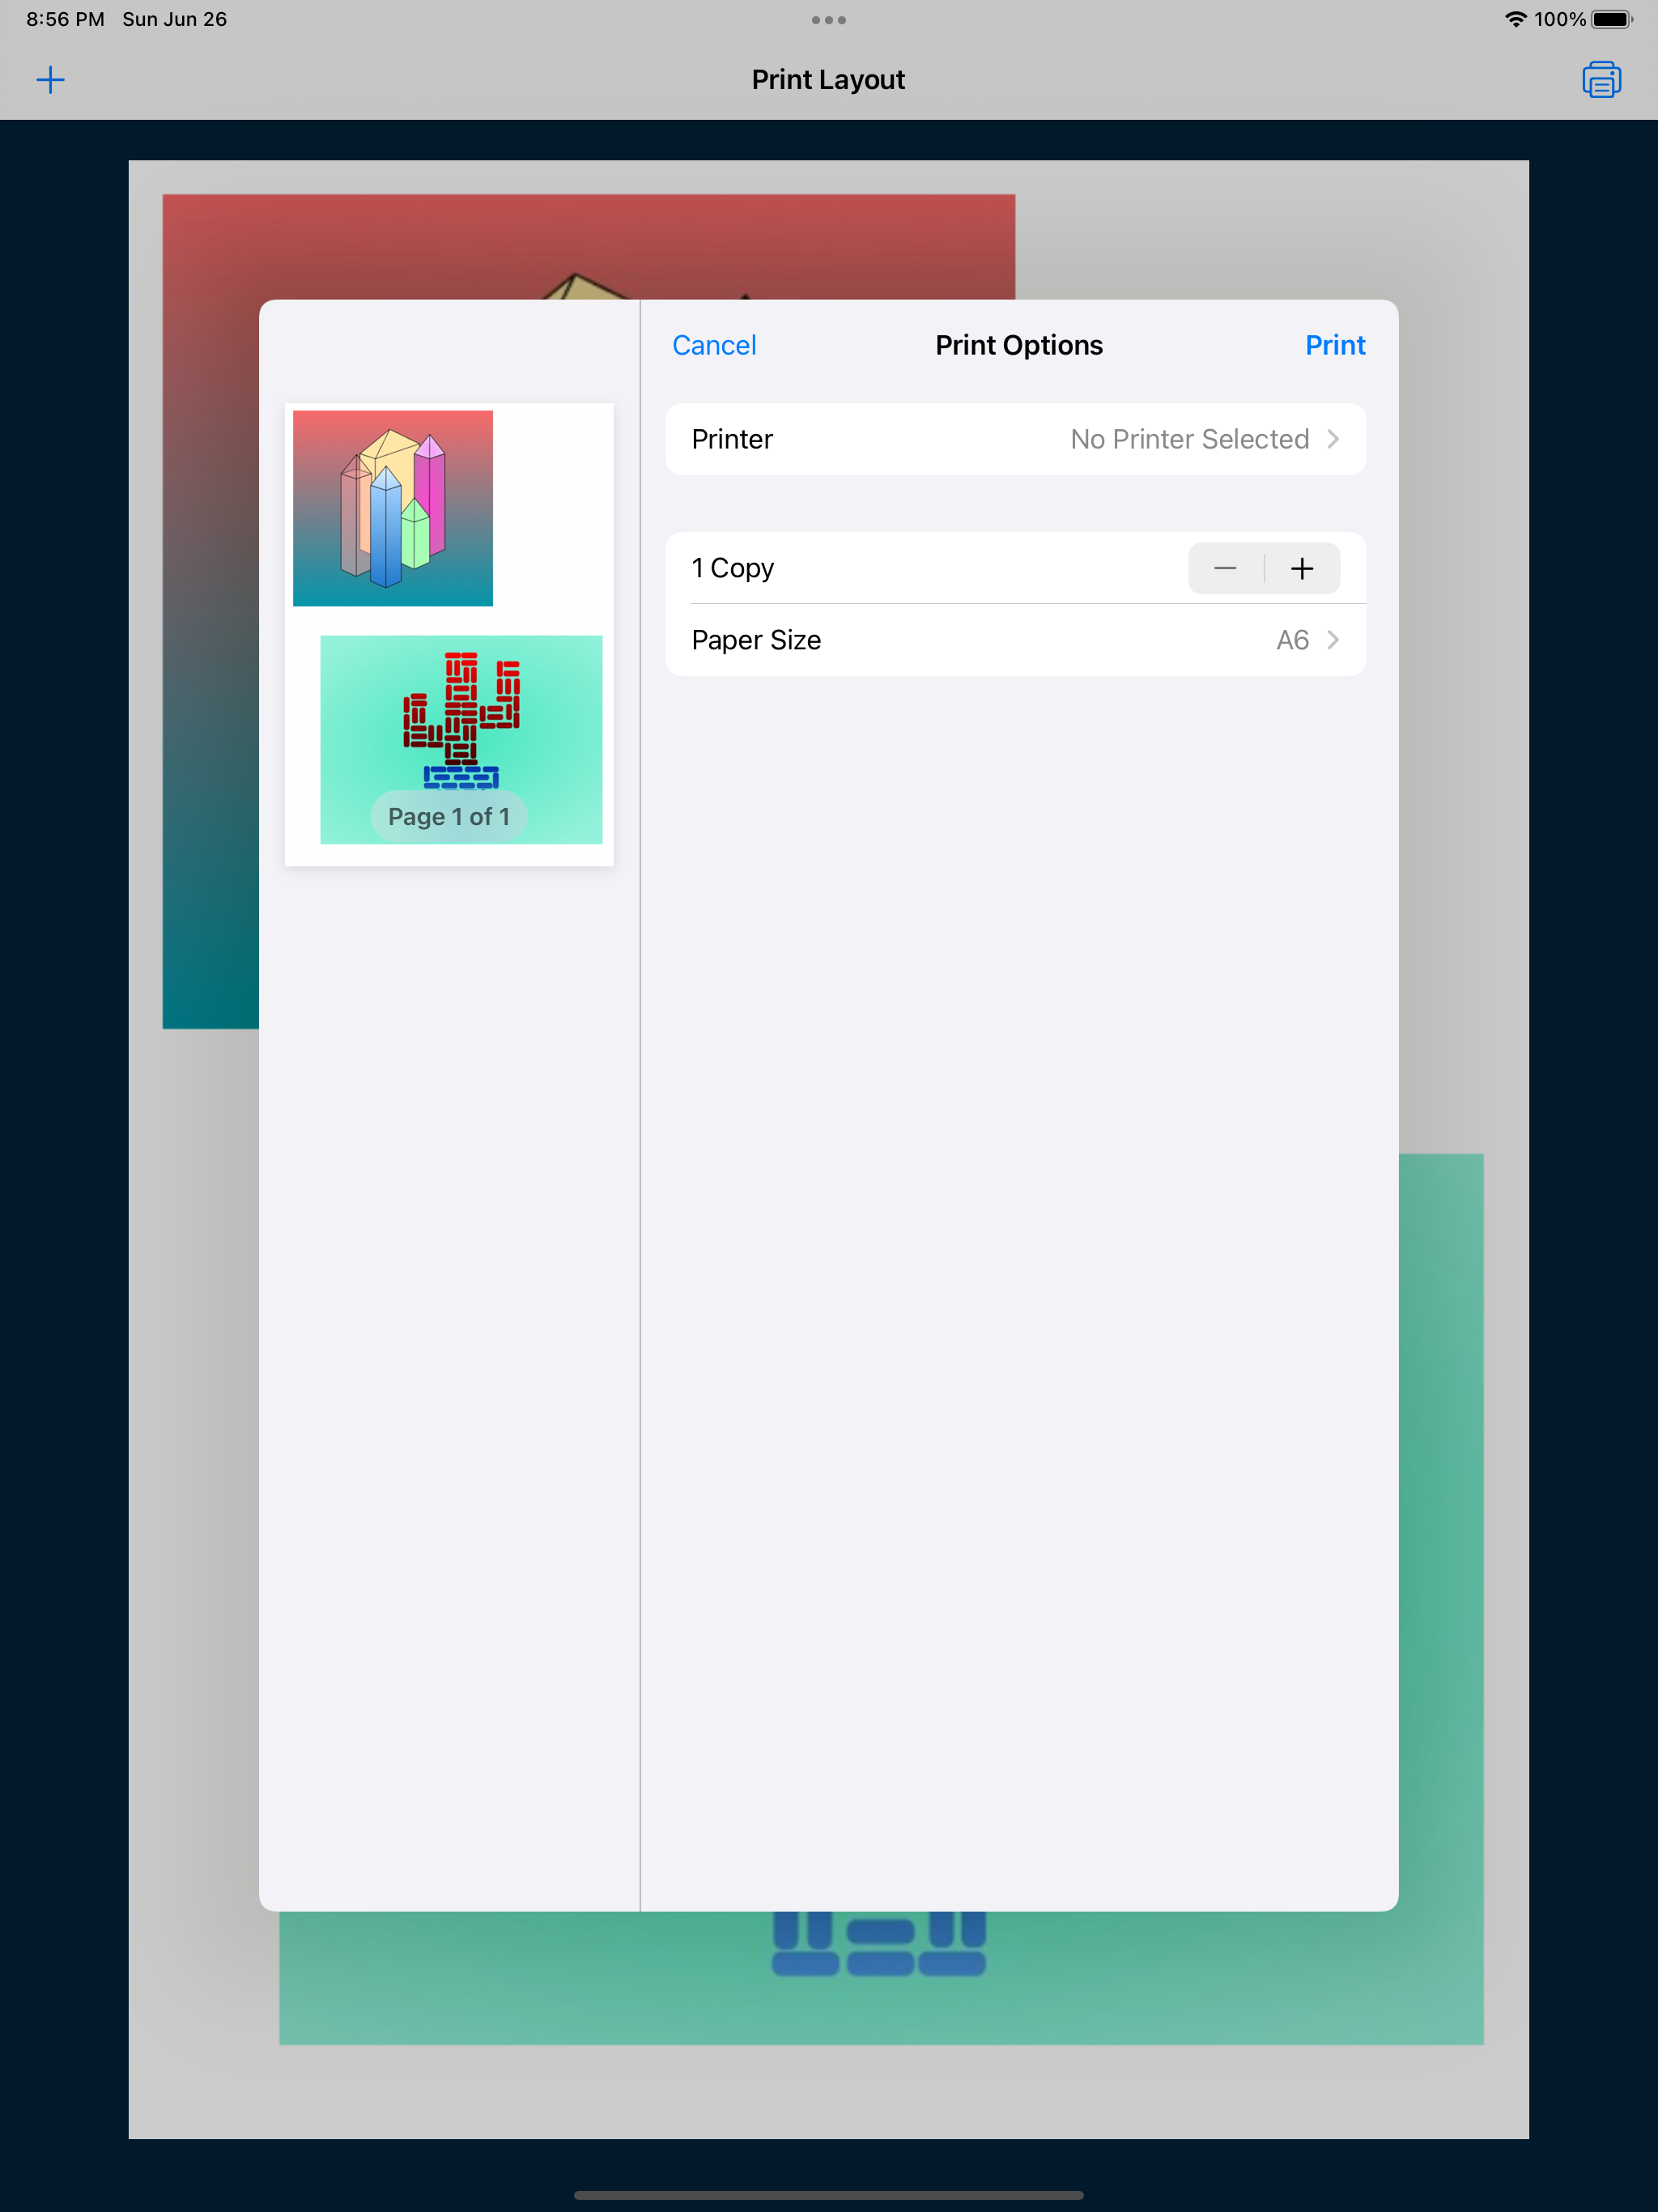 8:56 PM Sun Jun 26
100%
Print Layout
Cancel
Print Options
Print
Printer
No Printer Selected
1 Copy
Paper Size
A6
Page 1 of 1